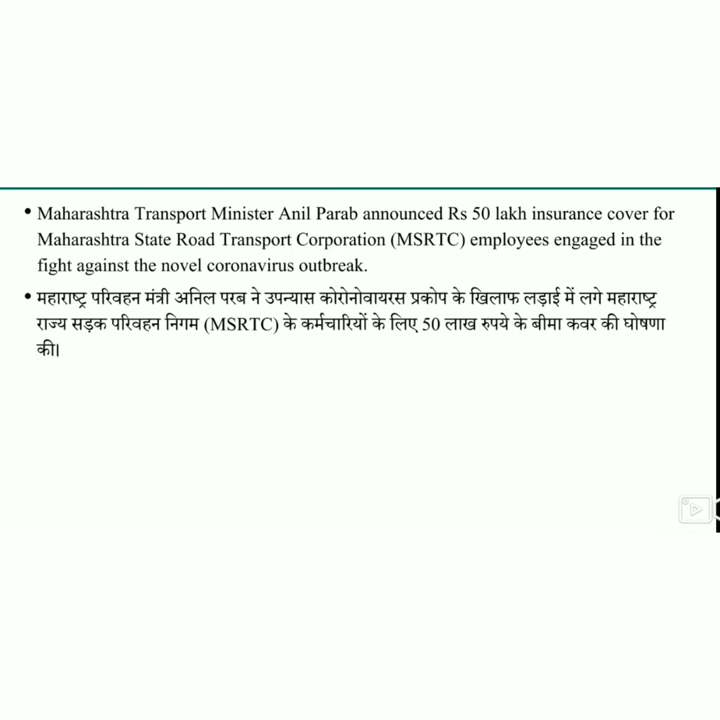 • Maharashtra Transport Minister Anil Parab announced Rs 50 lakh insurance cover for
Maharashtra State Road Transport Corporation (MSRTC) employees engaged in the
fight against the novel coronavirus outbreak.
• महाराष्ट्र परिवहन मंत्री अनिल परब ने उपन्यास कोरोनोवायरस प्रकोप के खिलाफ लड़ाई में लगे महाराष्ट्र
राज्य सड़क परिवहन निगम (MSRTC) के कर्मचारियों के लिए 50 लाख रुपये के बीमा कवर की घोषणा
की।